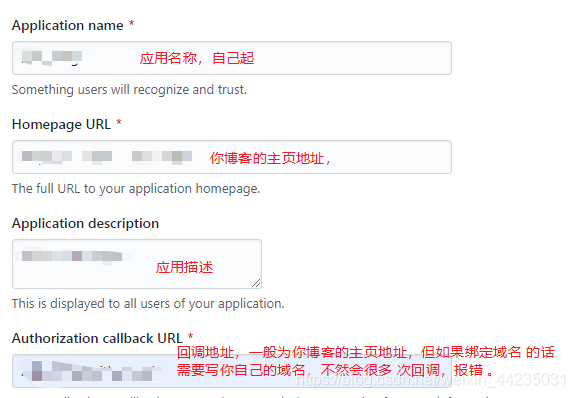 Application name *
应用名称，自己起
Something users will recognize and trust.
Homepage URL *
你博客的主页地址，
The full URL to your application homepage.
Application description
应用描述
This is displayed to all users of your application.
Authorization callback URL *
回调地址，一般为你博客的主页地址，但如果绑定域名 的话
需要写你自己的域名，不然会很多 次回调，报错 。
https://blog.csdn.net/weixin_44235031